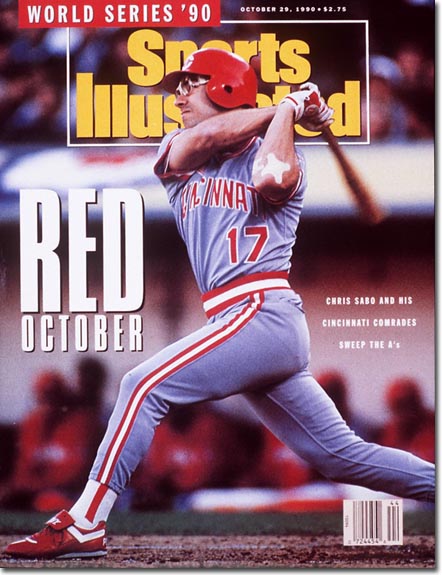 WORLD SERIES '90
OCTOBER 29, 1990 • $2.75
Sports
Illustrated
CINCINNATI
17
RED
OCTOBER
CHRIS SABO AND HIS
CINCINNATI COMRADES
SWEEP THE A's
44